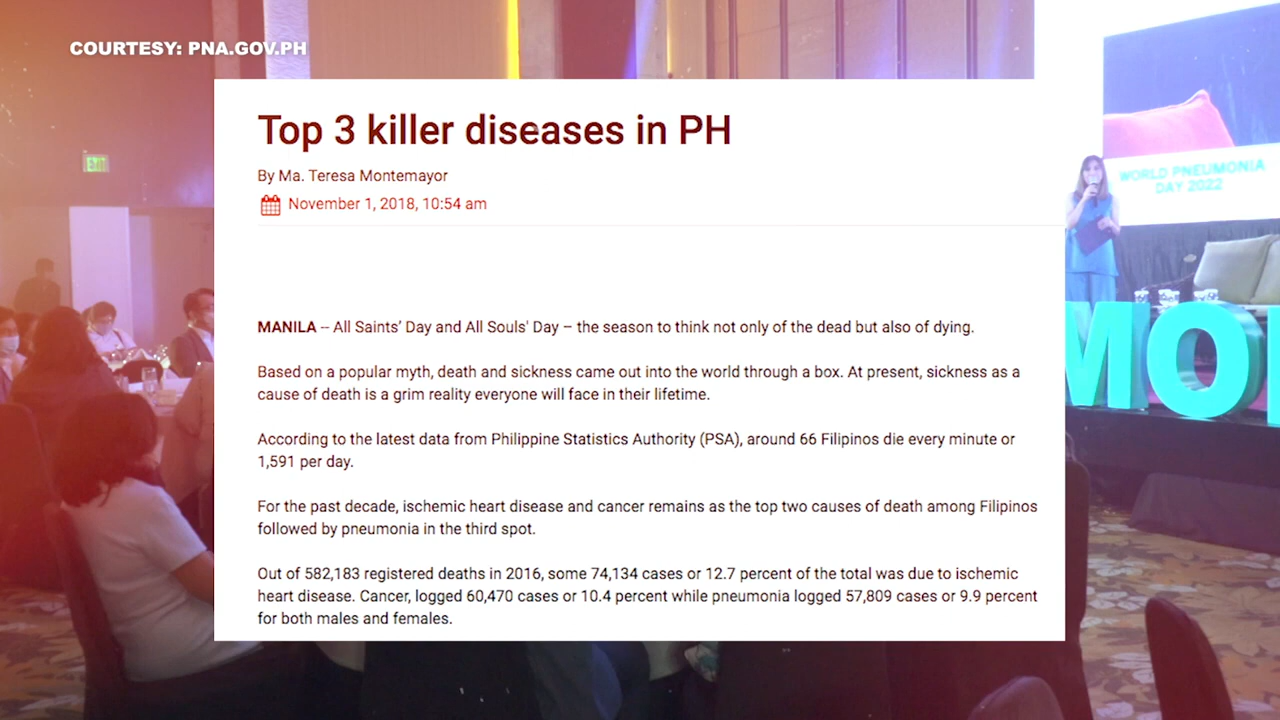 COURTESY: PNA.GOV.PH
Top 3 killer diseases in PH
By Ma. Teresa Montemayor
November 1, 2018, 10:54 am
MANILA -- All Saints’ Day and All Souls' Day – the season to think not only of the dead but also of dying.
Based on a popular myth, death and sickness came out into the world through a box. At present, sickness as a
cause of death is a grim reality everyone will face in their lifetime.
According to the latest data from Philippine Statistics Authority (PSA), around 66 Filipinos die every minute or
1,591 per day.
For the past decade, ischemic heart disease and cancer remains as the top two causes of death among Filipinos
followed by pneumonia in the third spot.
Out of 582,183 registered deaths in 2016, some 74,134 cases or 12.7 percent of the total was due to ischemic
heart disease. Cancer, logged 60,470 cases or 10.4 percent while pneumonia logged 57,809 cases or 9.9 percent
for both males and females.
EXIT
WORLD PNEUMONIA
DAY 2022
MO